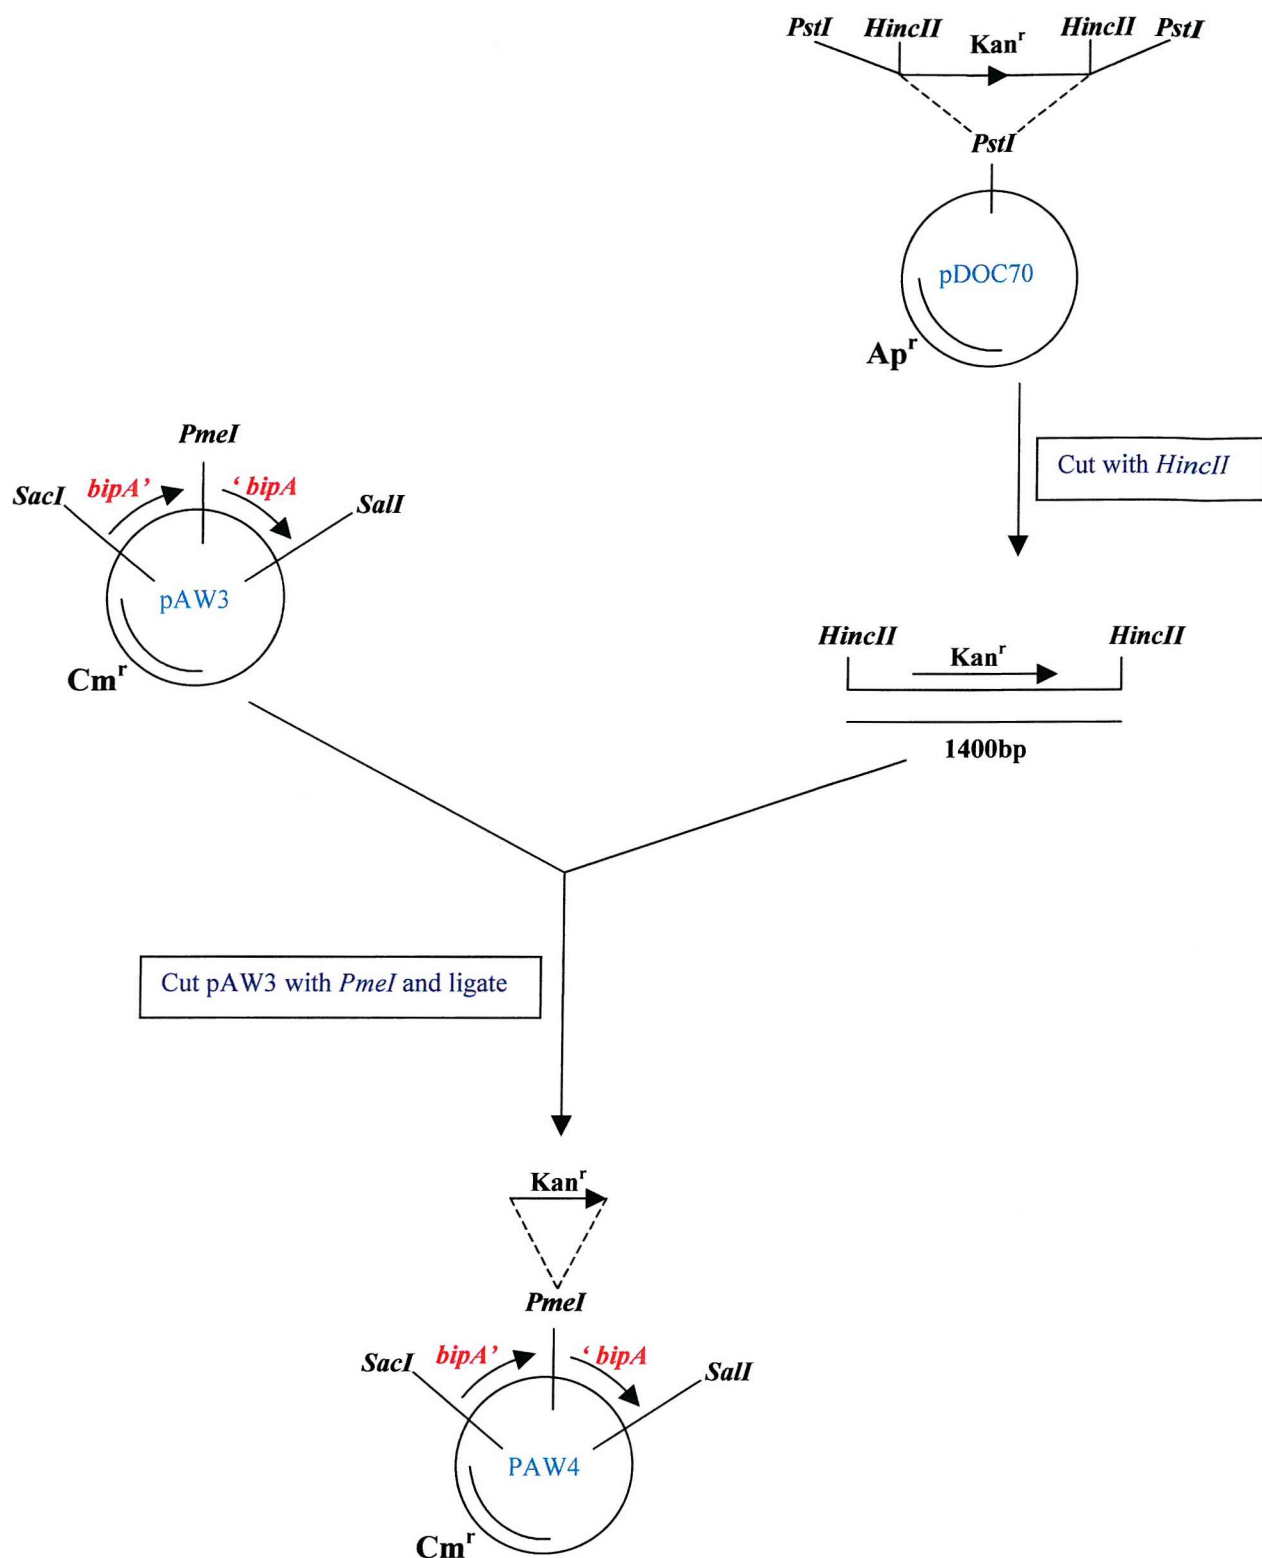 PstI HincII Kanr HincII PstI
PstI
pDOC70
Apr
Cut with HincII
PmeI
SacI bipA’ ‘ bipA SalI
pAW3
Cmr
HincII Kanr HincII
1400bp
Cut pAW3 with PmeI and ligate
Kanr
PmeI
SacI bipA’ ‘ bipA SalI
PAW4
Cmr